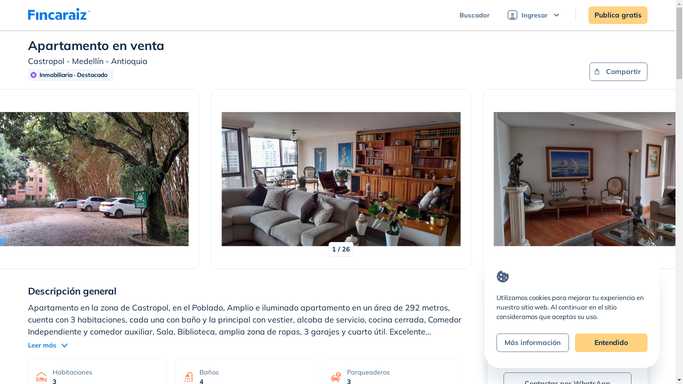 Fincaraiz
Buscador
Ingresar
Publica gratis
Apartamento en venta
Castropol - Medellín - Antioquia
Inmobiliaria · Destacado
Compartir
1 / 26
Descripción general
Apartamento en la zona de Castropol, en el Poblado. Amplio e iluminado apartamento en un área de 292 metros,
cuenta con 3 habitaciones, cada una con baño y la principal con vestier, alcoba de servicio, cocina cerrada, Comedor
Independiente y comedor auxiliar, Sala, Biblioteca, amplia zona de ropas, 3 garajes y cuarto útil. Excelente...
Leer más
Habitaciones
3
Baños
4
Parqueaderos
3
Utilizamos cookies para mejorar tu experiencia en
nuestro sitio web. Al continuar en el sitio
consideramos que aceptas su uso.
Más información
Entendido
Contactar por WhatsApp